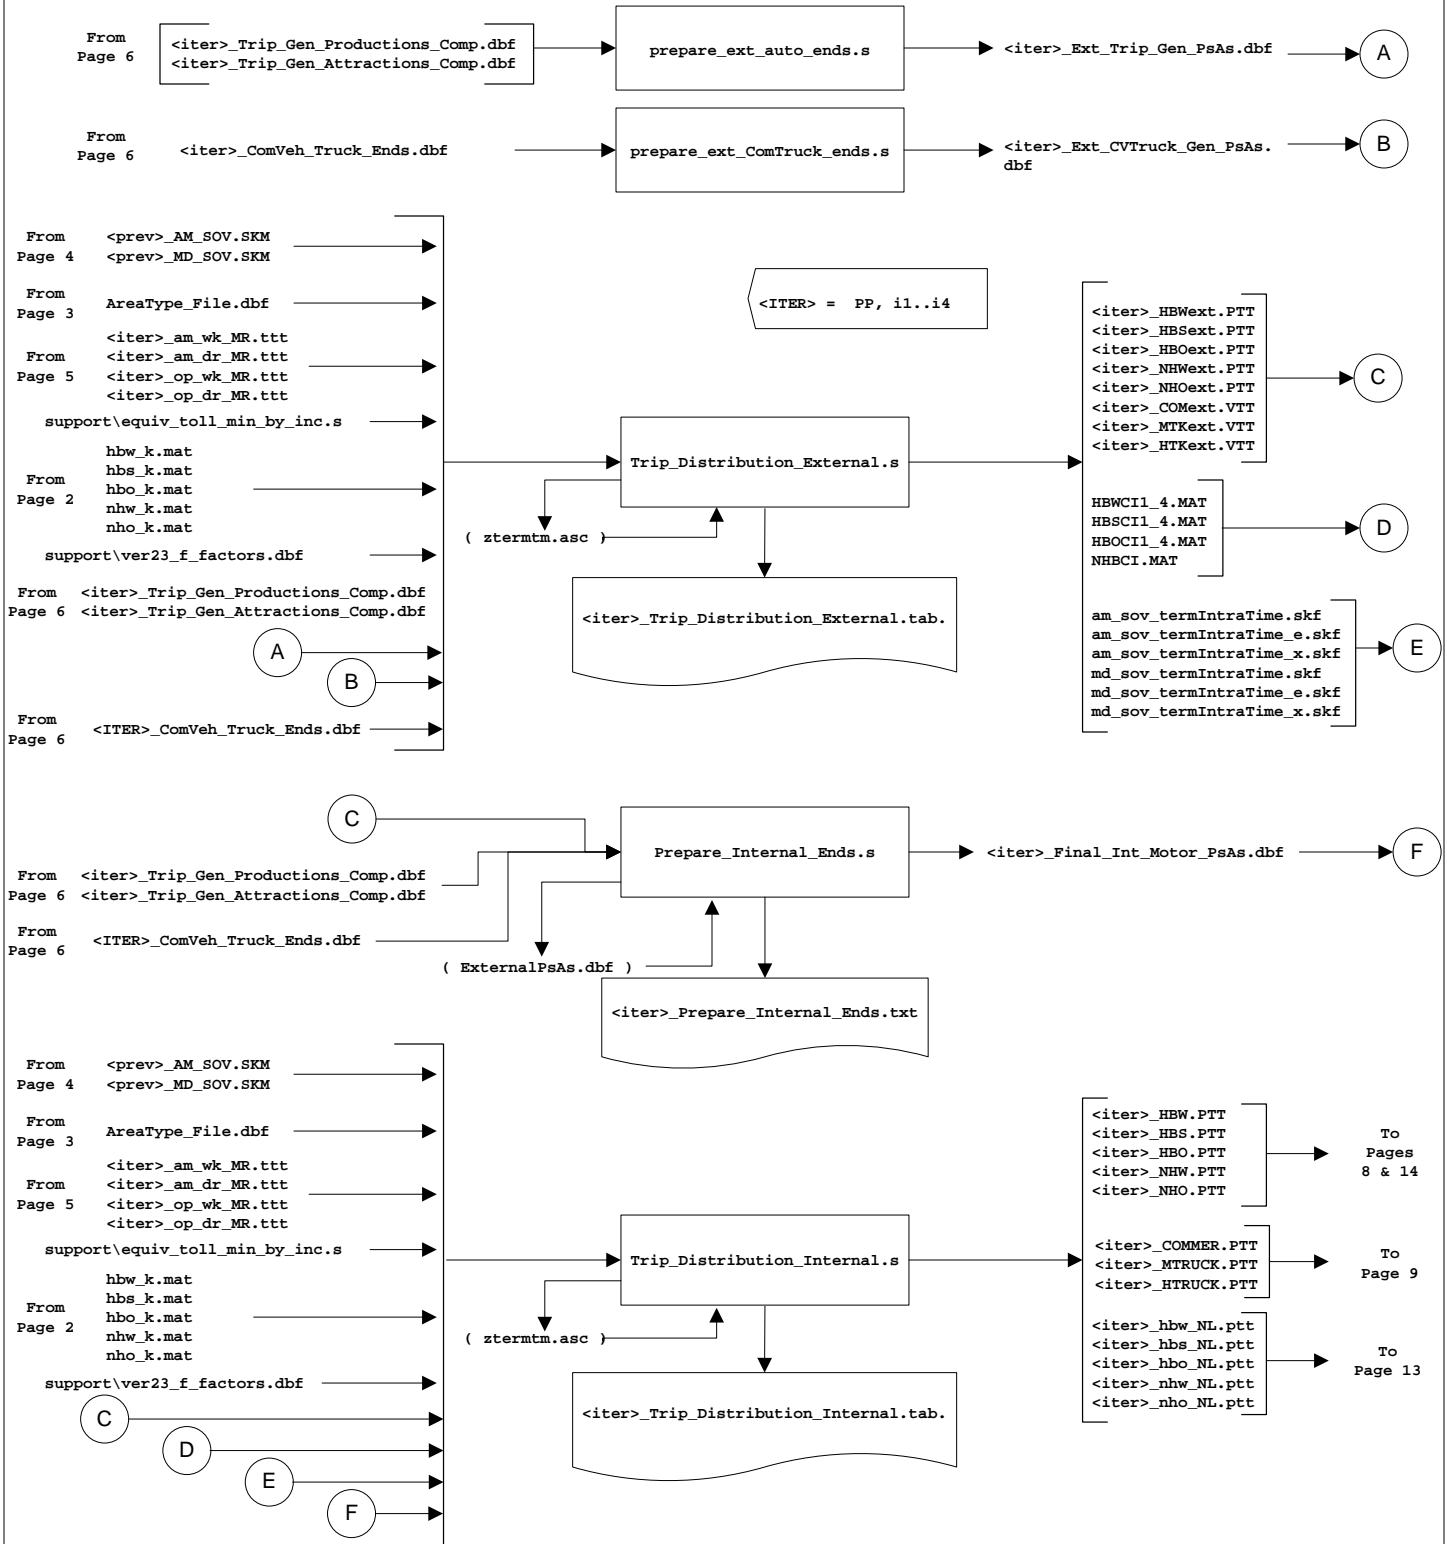 From
Page 6
<iter>_Trip_Gen_Productions_Comp.dbf
<iter>_Trip_Gen_Attractions_Comp.dbf
prepare_ext_auto_ends.s
<iter>_Ext_Trip_Gen_PsAs.dbf
A
From
Page 6
<iter>_ComVeh_Truck_Ends.dbf
prepare_ext_ComTruck_ends.s
<iter>_Ext_CVTruck_Gen_PsAs.
dbf
B
From
Page 4
<prev>_AM_SOV.SKM
<prev>_MD_SOV.SKM
From
Page 3
AreaType_File.dbf
From
Page 5
<iter>_am_wk_MR.ttt
<iter>_am_dr_MR.ttt
<iter>_op_wk_MR.ttt
<iter>_op_dr_MR.ttt
support\equiv_toll_min_by_inc.s
From
Page 2
hbw_k.mat
hbs_k.mat
hbo_k.mat
nhw_k.mat
nho_k.mat
support\ver23_f_factors.dbf
From
Page 6
<iter>_Trip_Gen_Productions_Comp.dbf
<iter>_Trip_Gen_Attractions_Comp.dbf
A
B
From
Page 6
<ITER>_ComVeh_Truck_Ends.dbf
<ITER> =  PP, i1..i4
Trip_Distribution_External.s
( ztermtm.asc )
<iter>_Trip_Distribution_External.tab.
<iter>_HBWext.PTT
<iter>_HBSext.PTT
<iter>_HBOext.PTT
<iter>_NHWext.PTT
<iter>_NHOext.PTT
<iter>_COMext.VTT
<iter>_MTKext.VTT
<iter>_HTKext.VTT
C
HBWCI1_4.MAT
HBSCI1_4.MAT
HBOCI1_4.MAT
NHBCI.MAT
D
am_sov_termIntraTime.skf
am_sov_termIntraTime_e.skf
am_sov_termIntraTime_x.skf
md_sov_termIntraTime.skf
md_sov_termIntraTime_e.skf
md_sov_termIntraTime_x.skf
E
C
From
Page 6
<iter>_Trip_Gen_Productions_Comp.dbf
<iter>_Trip_Gen_Attractions_Comp.dbf
From
Page 6
<ITER>_ComVeh_Truck_Ends.dbf
Prepare_Internal_Ends.s
( ExternalPsAs.dbf )
<iter>_Prepare_Internal_Ends.txt
<iter>_Final_Int_Motor_PsAs.dbf
F
From
Page 4
<prev>_AM_SOV.SKM
<prev>_MD_SOV.SKM
From
Page 3
AreaType_File.dbf
From
Page 5
<iter>_am_wk_MR.ttt
<iter>_am_dr_MR.ttt
<iter>_op_wk_MR.ttt
<iter>_op_dr_MR.ttt
support\equiv_toll_min_by_inc.s
From
Page 2
hbw_k.mat
hbs_k.mat
hbo_k.mat
nhw_k.mat
nho_k.mat
support\ver23_f_factors.dbf
C
D
E
F
Trip_Distribution_Internal.s
( ztermtm.asc )
<iter>_Trip_Distribution_Internal.tab.
<iter>_HBW.PTT
<iter>_HBS.PTT
<iter>_HBO.PTT
<iter>_NHW.PTT
<iter>_NHO.PTT
To
Pages
8 & 14
<iter>_COMMER.PTT
<iter>_MTRUCK.PTT
<iter>_HTRUCK.PTT
To
Page 9
<iter>_hbw_NL.ptt
<iter>_hbs_NL.ptt
<iter>_hbo_NL.ptt
<iter>_nhw_NL.ptt
<iter>_nho_NL.ptt
To
Page 13